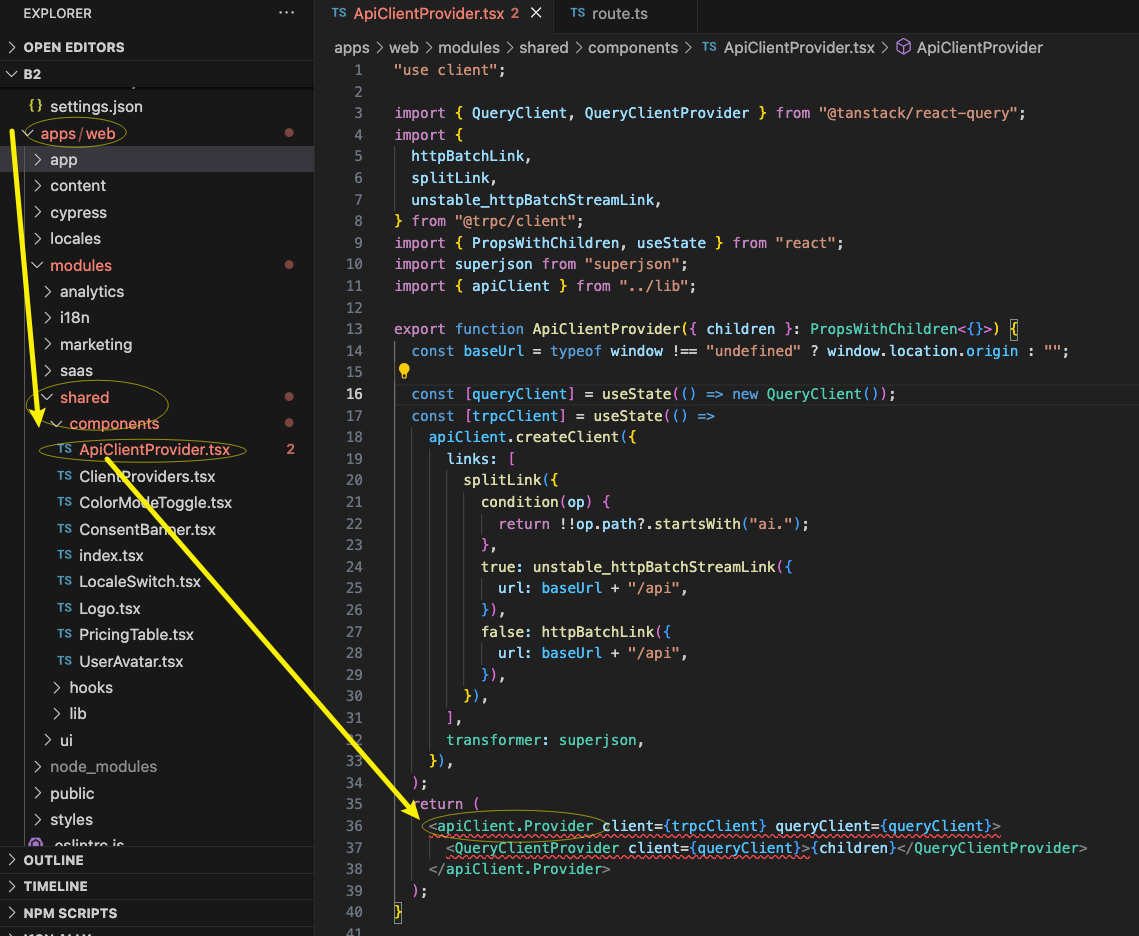 EXPLORER
OPEN EDITORS
B2
{} settings.json
apps/web
app
content
cypress
locales
modules
analytics
i18n
marketing
saas
shared
components
TS ApiClientProvider.tsx 2
TS ClientProviders.tsx
TS ColorModeToggle.tsx
TS ConsentBanner.tsx
TS index.tsx
TS LocaleSwitch.tsx
TS Logo.tsx
TS PricingTable.tsx
TS UserAvatar.tsx
hooks
lib
ui
node_modules
public
styles
.eslintrc.js
OUTLINE
TIMELINE
NPM SCRIPTS
TS ApiClientProvider.tsx 2
TS route.ts
apps > web > modules > shared > components > TS ApiClientProvider.tsx > ApiClientProvider
1 "use client";
2
3 import { QueryClient, QueryClientProvider } from "@tanstack/react-query";
4 import {
5 httpBatchLink,
6 splitLink,
7 unstable_httpBatchStreamLink,
8 } from "@trpc/client";
9 import { PropsWithChildren, useState } from "react";
10 import superjson from "superjson";
11 import { apiClient } from "../lib";
12
13 export function ApiClientProvider({ children }: PropsWithChildren<{}>) {
14 const baseUrl = typeof window !== "undefined" ? window.location.origin : "";
15
16 const [queryClient] = useState(() => new QueryClient());
17 const [trpcClient] = useState(() =>
18 apiClient.createClient({
19 links: [
20 splitLink({
21 condition(op) {
22 return !!op.path?.startsWith("ai.");
23 },
24 true: unstable_httpBatchStreamLink({
25 url: baseUrl + "/api",
26 }),
27 false: httpBatchLink({
28 url: baseUrl + "/api",
29 }),
30 }),
31 ],
32 transformer: superjson,
33 }),
34 );
35 return (
36 <apiClient.Provider client={trpcClient} queryClient={queryClient}>
37 <QueryClientProvider client={queryClient}>{children}</QueryClientProvider>
38 </apiClient.Provider>
39 );
40 }
41